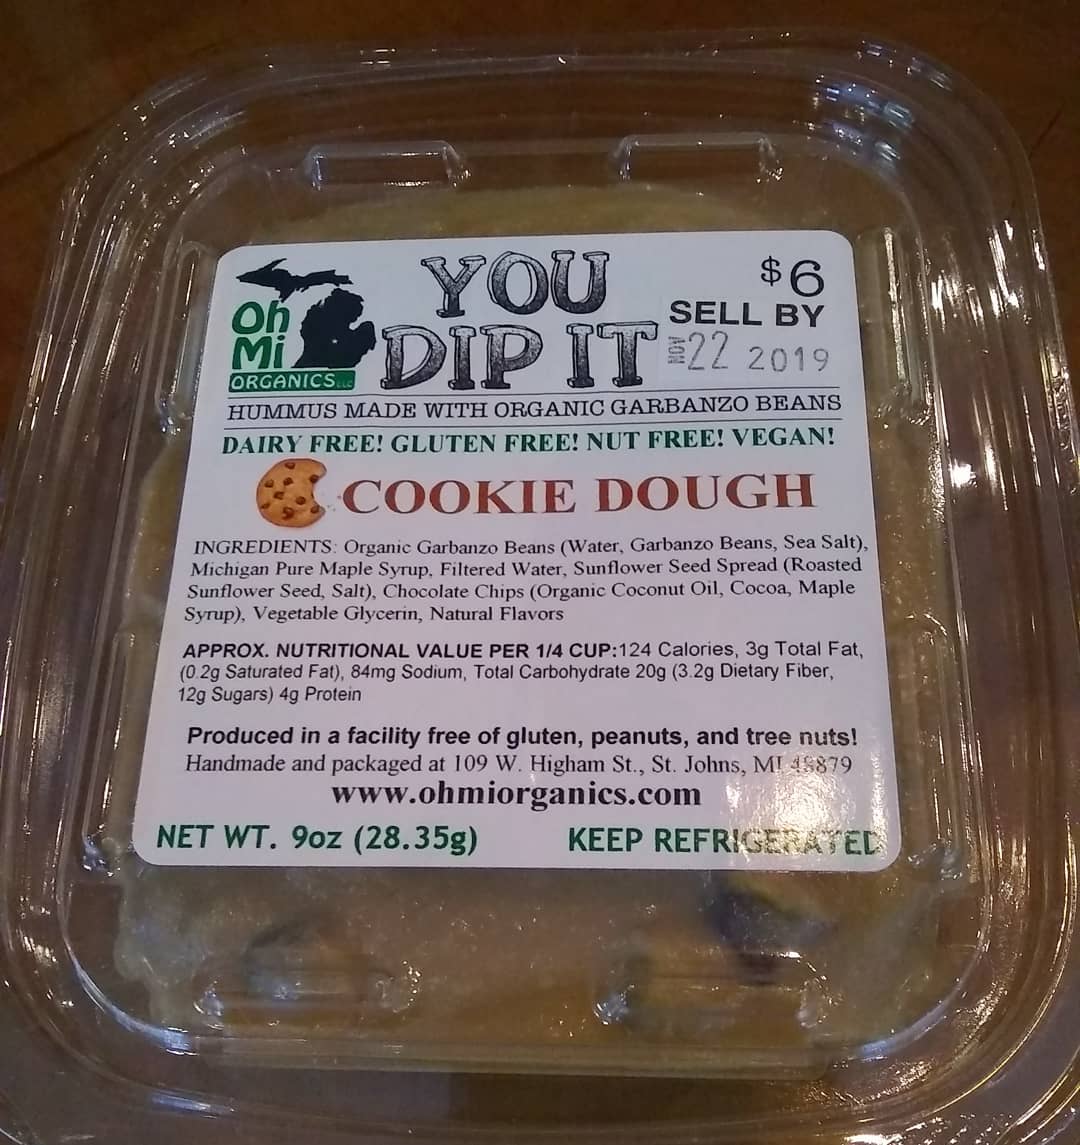 Oh
Mi
ORGANICS LLC
YOU
DIP IT
$6
SELL BY
NOV 22 2019
HUMMUS MADE WITH ORGANIC GARBANZO BEANS
DAIRY FREE! GLUTEN FREE! NUT FREE! VEGAN!
COOKIE DOUGH
INGREDIENTS: Organic Garbanzo Beans (Water, Garbanzo Beans, Sea Salt),
Michigan Pure Maple Syrup, Filtered Water, Sunflower Seed Spread (Roasted
Sunflower Seed, Salt), Chocolate Chips (Organic Coconut Oil, Cocoa, Maple
Syrup), Vegetable Glycerin, Natural Flavors
APPROX. NUTRITIONAL VALUE PER 1/4 CUP:124 Calories, 3g Total Fat,
(0.2g Saturated Fat), 84mg Sodium, Total Carbohydrate 20g (3.2g Dietary Fiber,
12g Sugars) 4g Protein
Produced in a facility free of gluten, peanuts, and tree nuts!
Handmade and packaged at 109 W. Higham St., St. Johns, MI 48879
www.ohmiorganics.com
NET WT. 9oz (28.35g)
KEEP REFRIGERATED